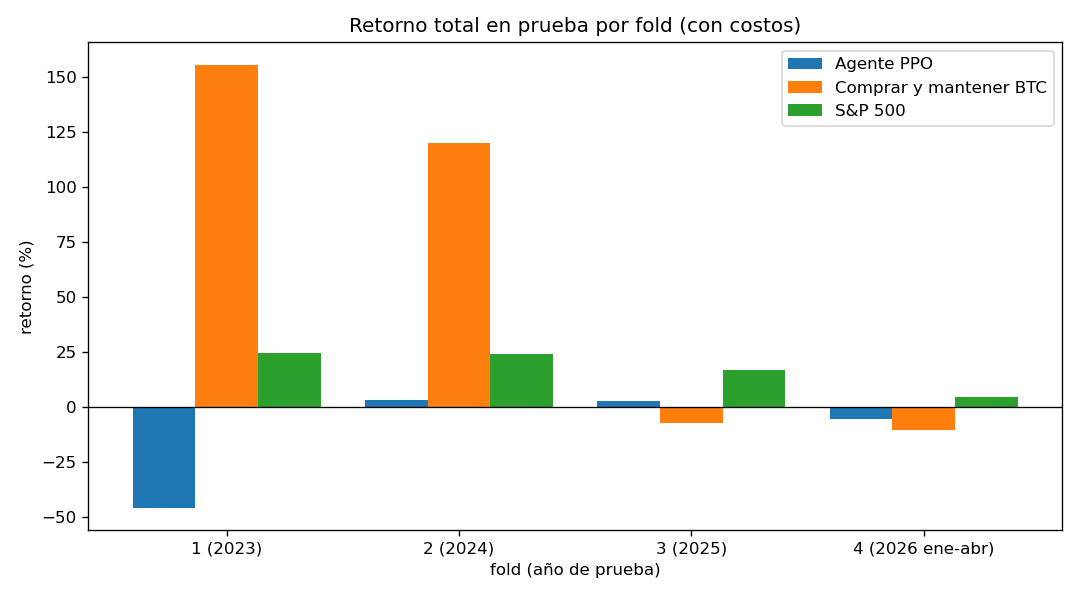 Retorno total en prueba por fold (con costos)
Agente PPO
Comprar y mantener BTC
S&P 500
retorno (%)
150
125
100
75
50
25
0
−25
−50
1 (2023)
2 (2024)
3 (2025)
4 (2026 ene-abr)
fold (año de prueba)